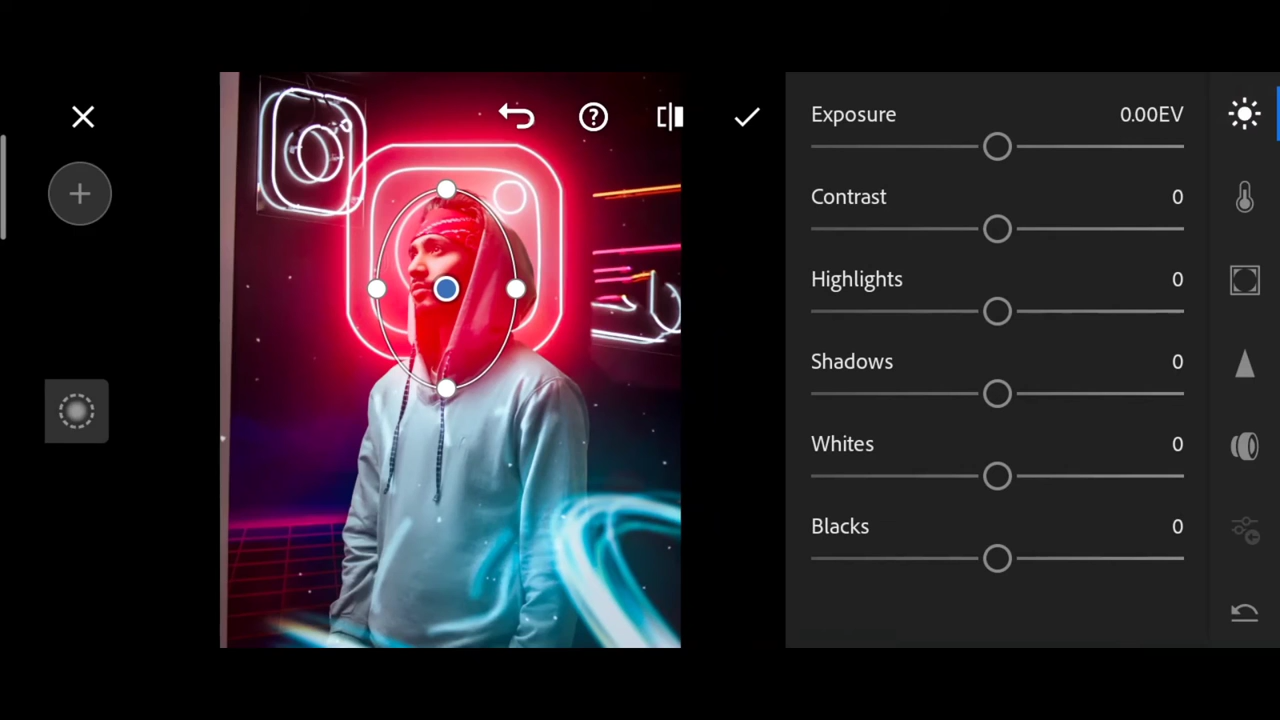 Exposure 0.00EV
Contrast 0
Highlights 0
Shadows 0
Whites 0
Blacks 0